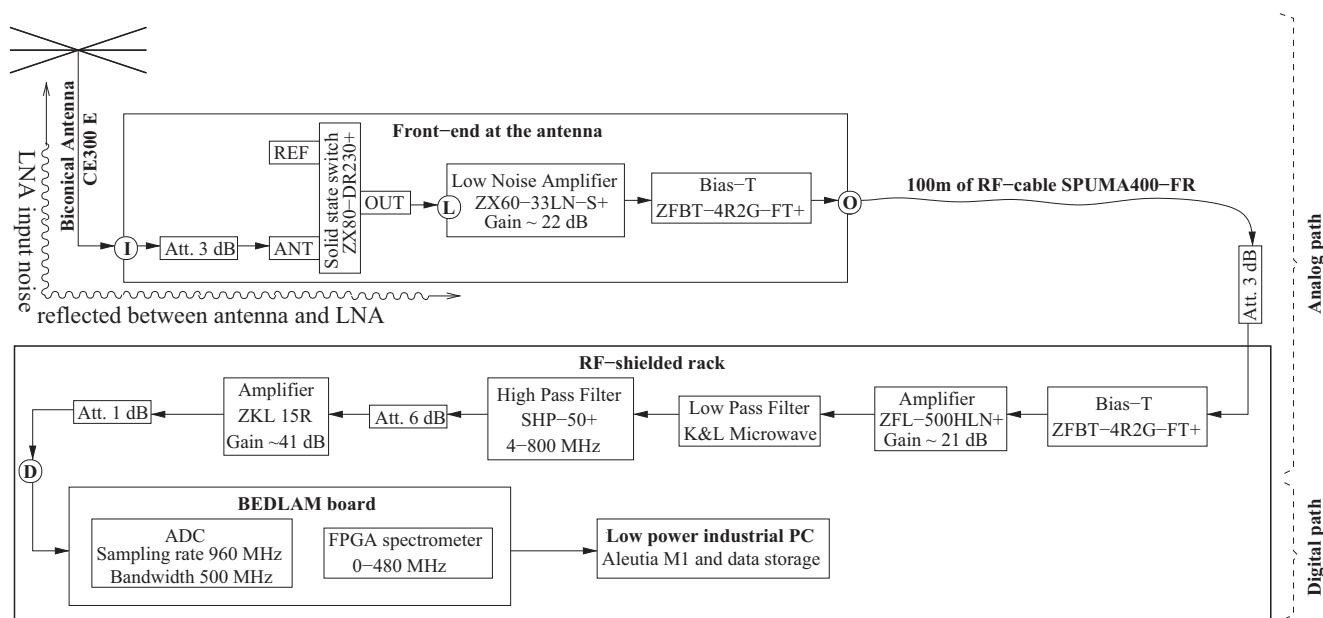 Biconical Antenna
CE300 E
LNA input noise
reflected between antenna and LNA
Front−end at the antenna
I
Att. 3 dB
REF
ANT
Solid state switch
ZX80−DR230+
OUT
L
Low Noise Amplifier
ZX60−33LN−S+
Gain ~ 22 dB
Bias−T
ZFBT−4R2G−FT+
O
100m of RF−cable SPUMA400−FR
Att. 3 dB
Analog path
RF−shielded rack
Bias−T
ZFBT−4R2G−FT+
Amplifier
ZFL−500HLN+
Gain ~ 21 dB
Low Pass Filter
K&L Microwave
High Pass Filter
SHP−50+
4−800 MHz
Att. 6 dB
Amplifier
ZKL 15R
Gain ~41 dB
Att. 1 dB
D
BEDLAM board
ADC
Sampling rate 960 MHz
Bandwidth 500 MHz
FPGA spectrometer
0−480 MHz
Low power industrial PC
Aleutia M1 and data storage
Digital path